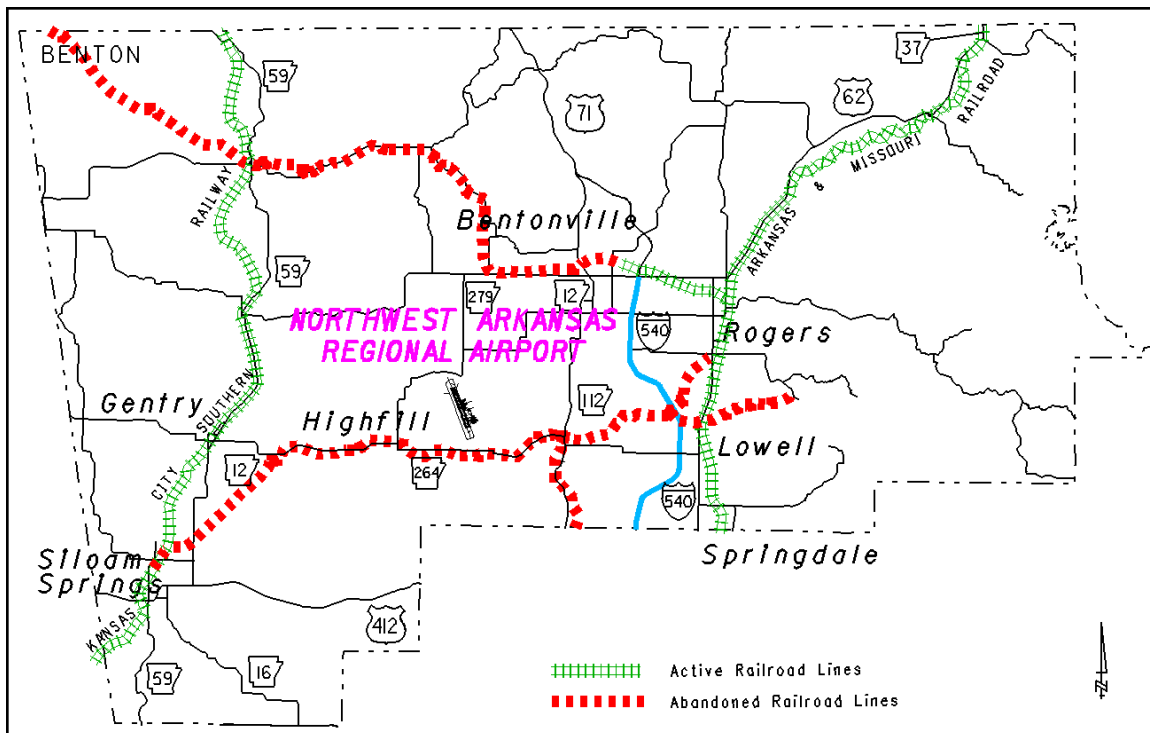 BENTON
59
71
37
62
RAILROAD
MISSOURI
&
ARKANSAS
RAILWAY
Bentonville
59
279
12
540
NORTHWEST ARKANSAS
REGIONAL AIRPORT
Rogers
SOUTHERN
Gentry
Highfill
112
Lowell
12
264
CITY
540
Siloam
Springs
Springdale
KANSAS
412
59
16
Active Railroad Lines
Abandoned Railroad Lines
N